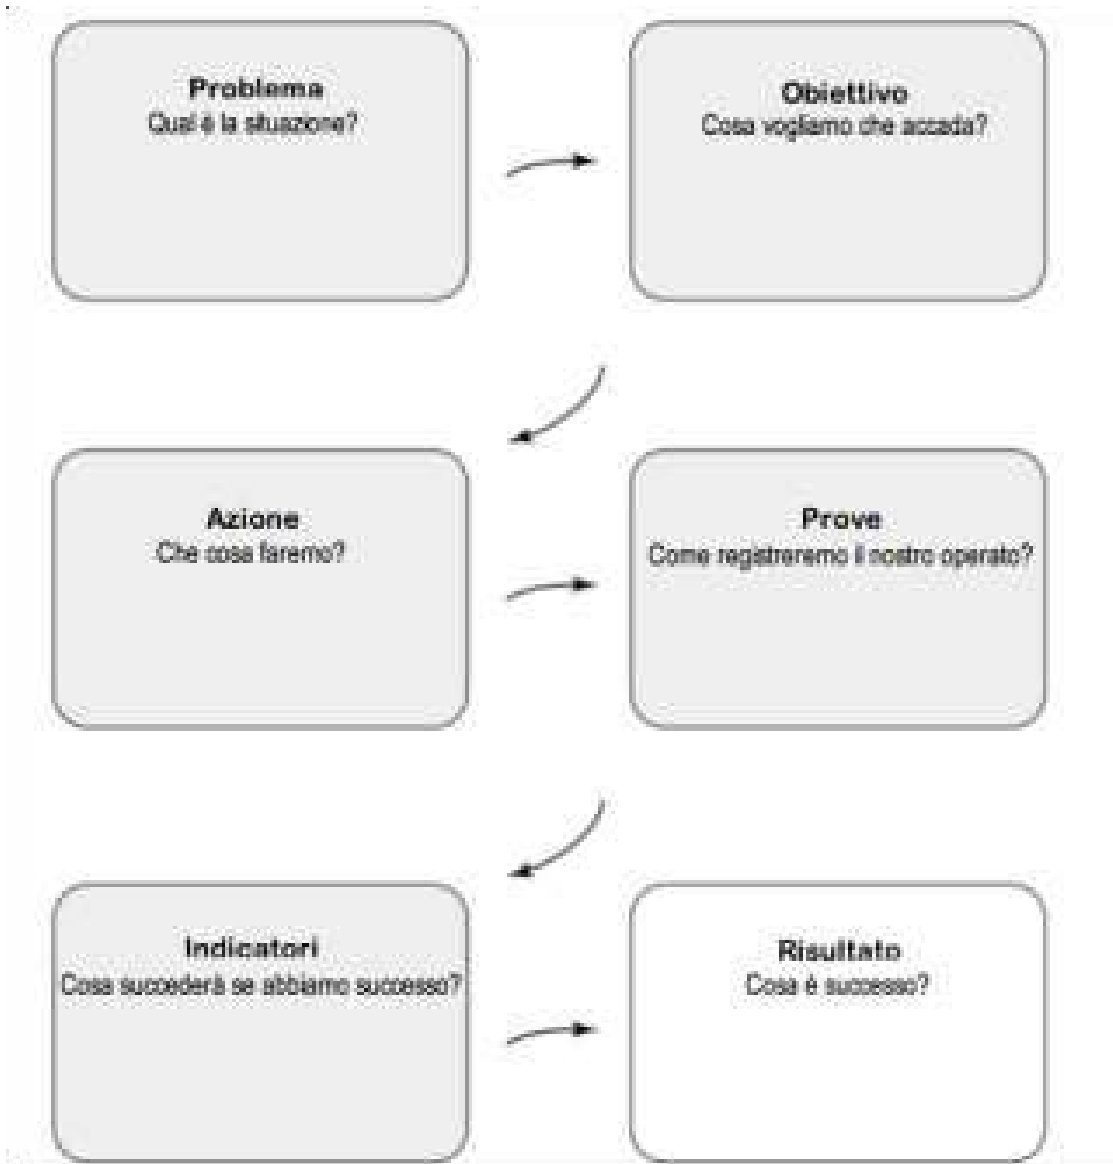 Problema
Qual è la situazione?
Obiettivo
Cosa vogliamo che accada?
Azione
Che cosa faremo?
Prove
Come registreremo il nostro operato?
Indicatori
Cosa succederà se abbiamo successo?
Risultato
Cosa è successo?